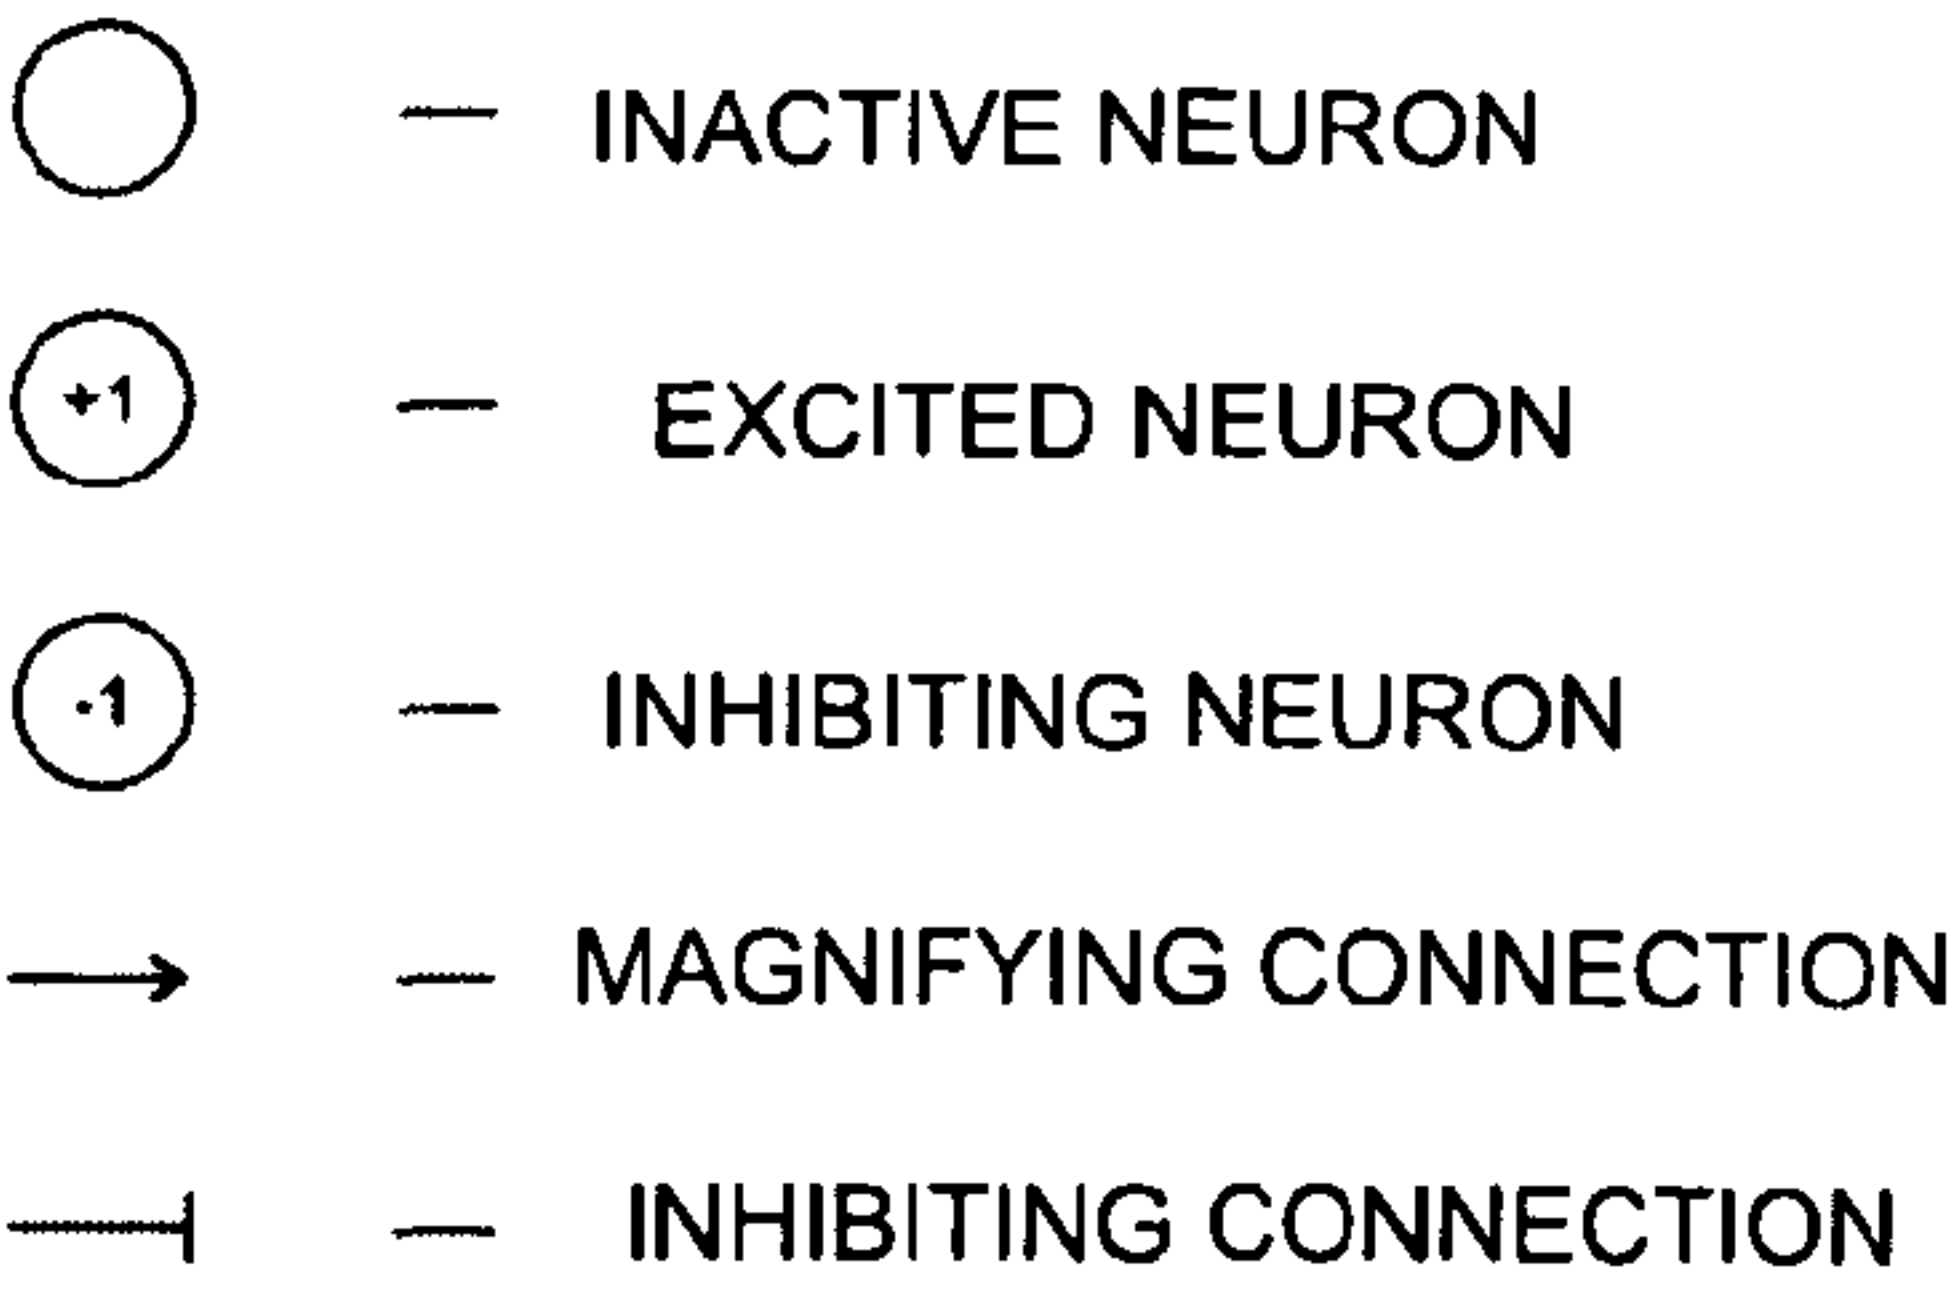 — INACTIVE NEURON
+1 — EXCITED NEURON
-1 — INHIBITING NEURON
— MAGNIFYING CONNECTION
— INHIBITING CONNECTION